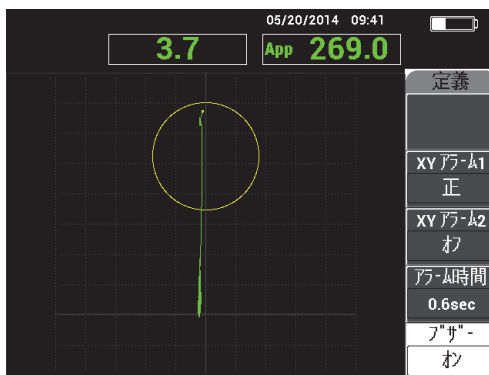 05/20/2014 09:41
3.7
App 269.0
定義
XY アラーム1
正
XY アラーム2
オフ
アラーム時間
0.6sec
ブザー
オン